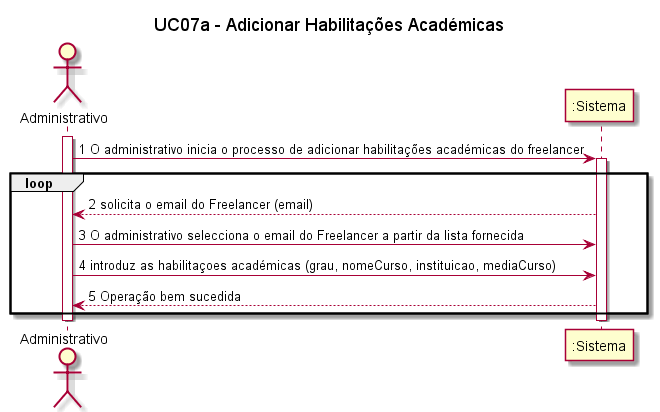 UC07a - Adicionar Habilitações Académicas
Administrativo
:Sistema
1 O administrativo inicia o processo de adicionar habilitações académicas do freelancer
loop
2 solicita o email do Freelancer (email)
3 O administrativo selecciona o email do Freelancer a partir da lista fornecida
4 introduz as habilitaçoes académicas (grau, nomeCurso, instituicao, mediaCurso)
5 Operação bem sucedida
Administrativo
:Sistema